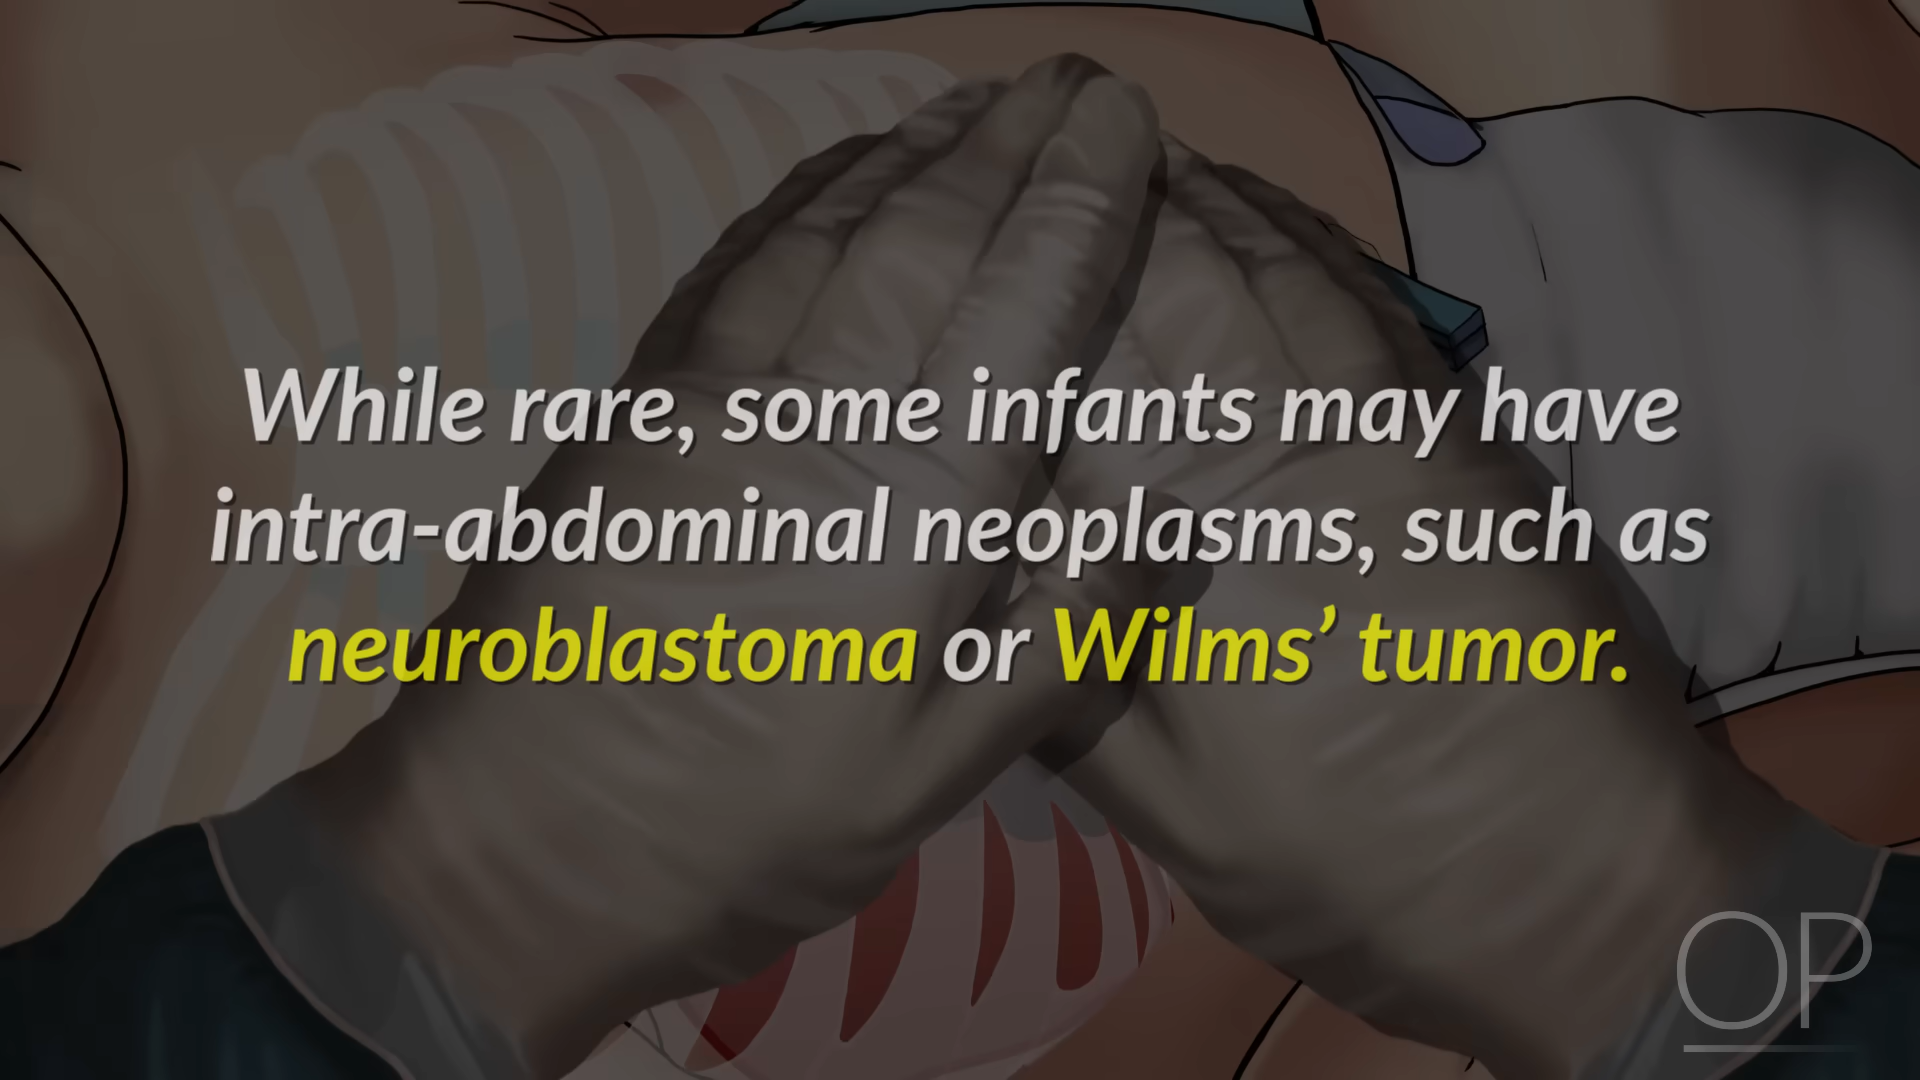 While rare, some infants may have
intra-abdominal neoplasms, such as
neuroblastoma or Wilms’ tumor.
OP